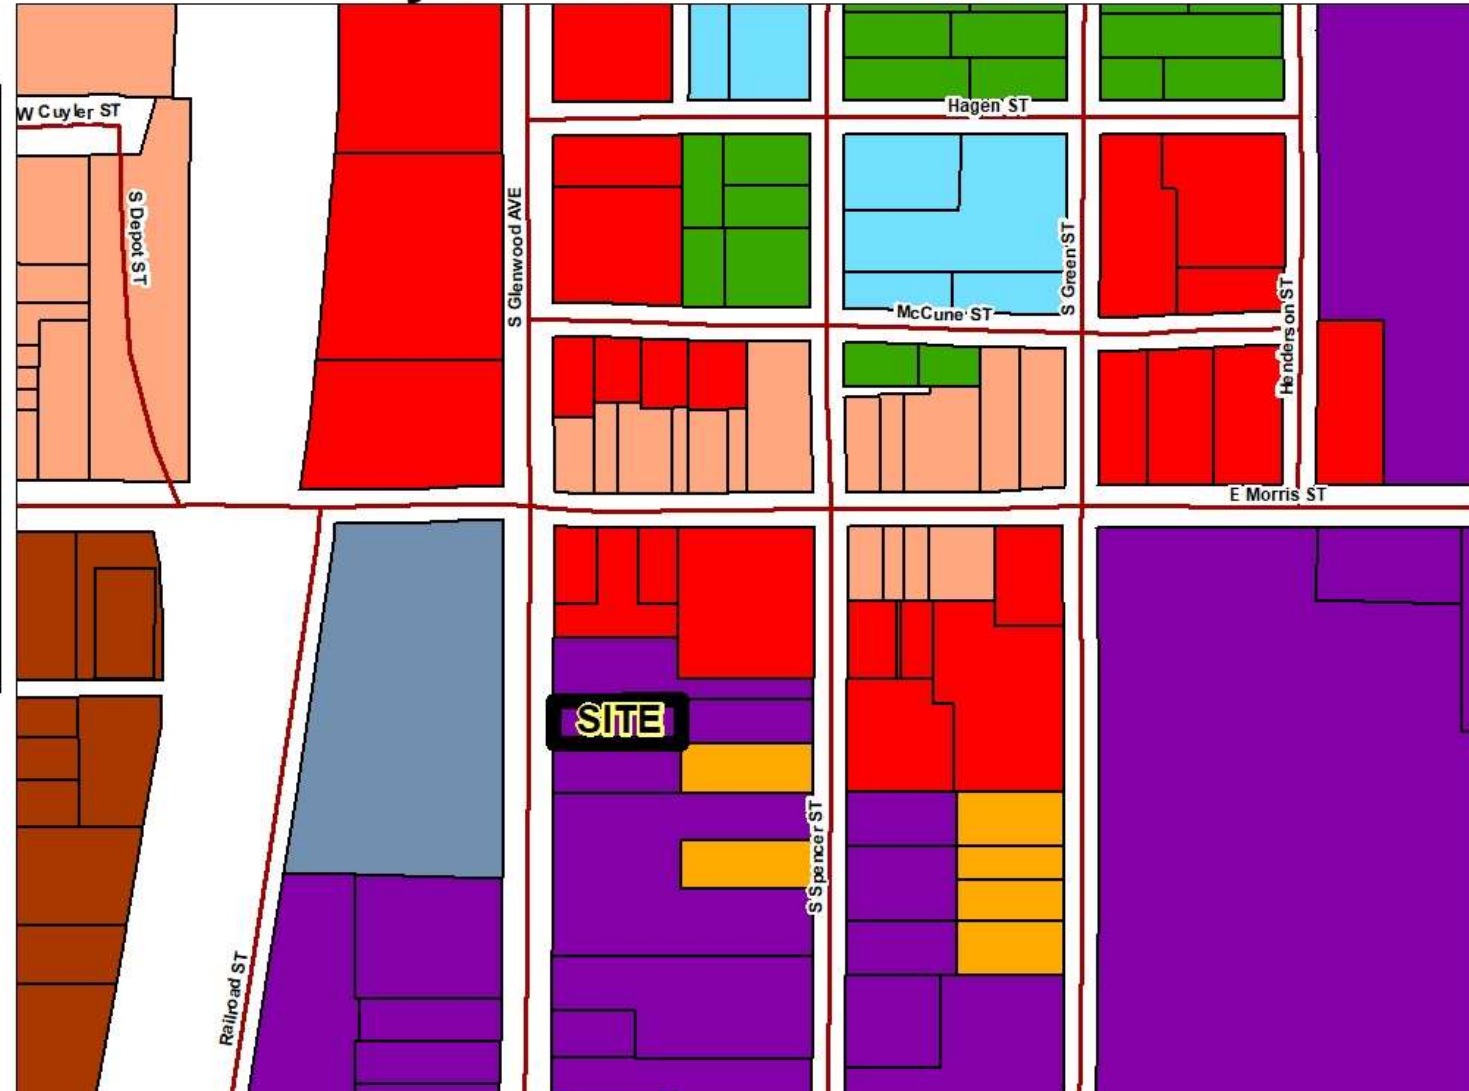 Hagen ST
W Cuyler ST
S Depot ST
S Glenwood AVE
S Green ST
McCune ST
Henderson ST
E Morris ST
SITE
S Spencer ST
Railroad ST